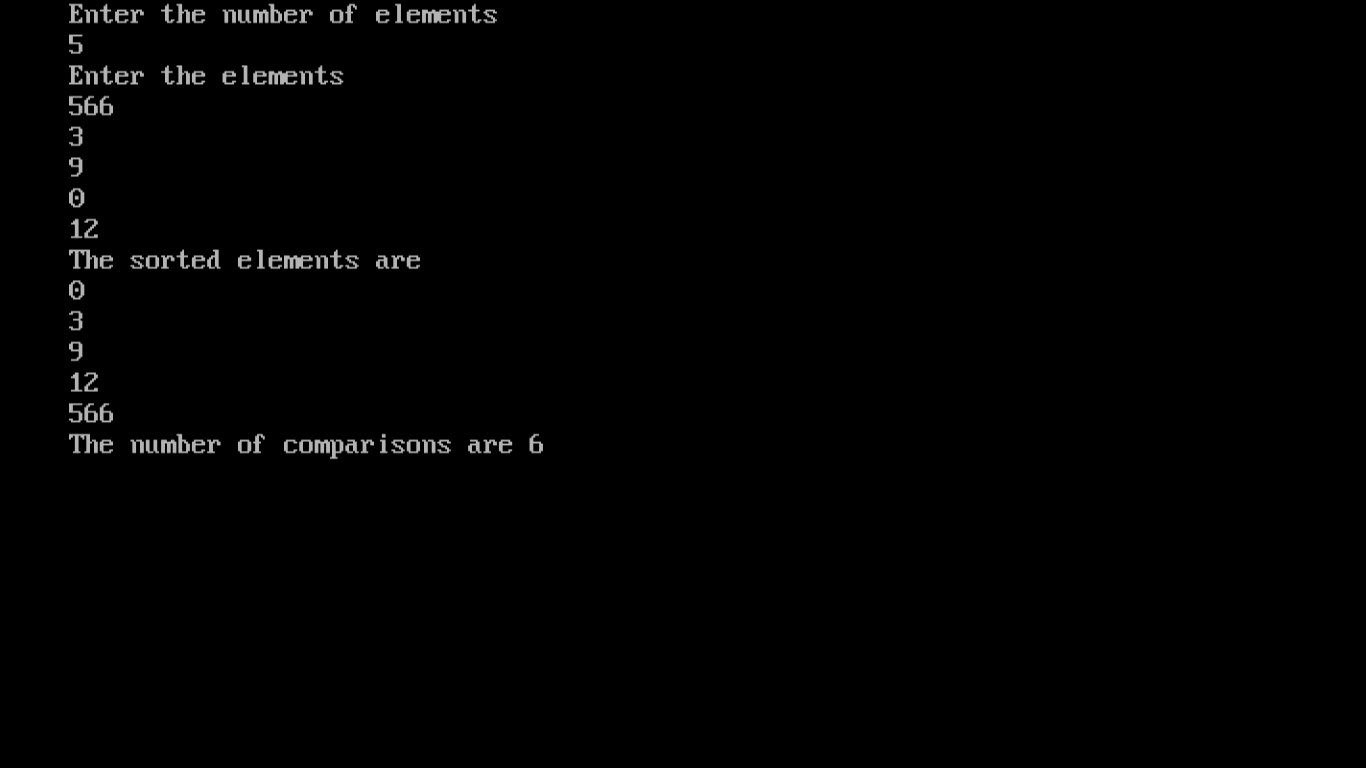 Enter the number of elements
5
Enter the elements
566
3
9
0
12
The sorted elements are
0
3
9
12
566
The number of comparisons are 6